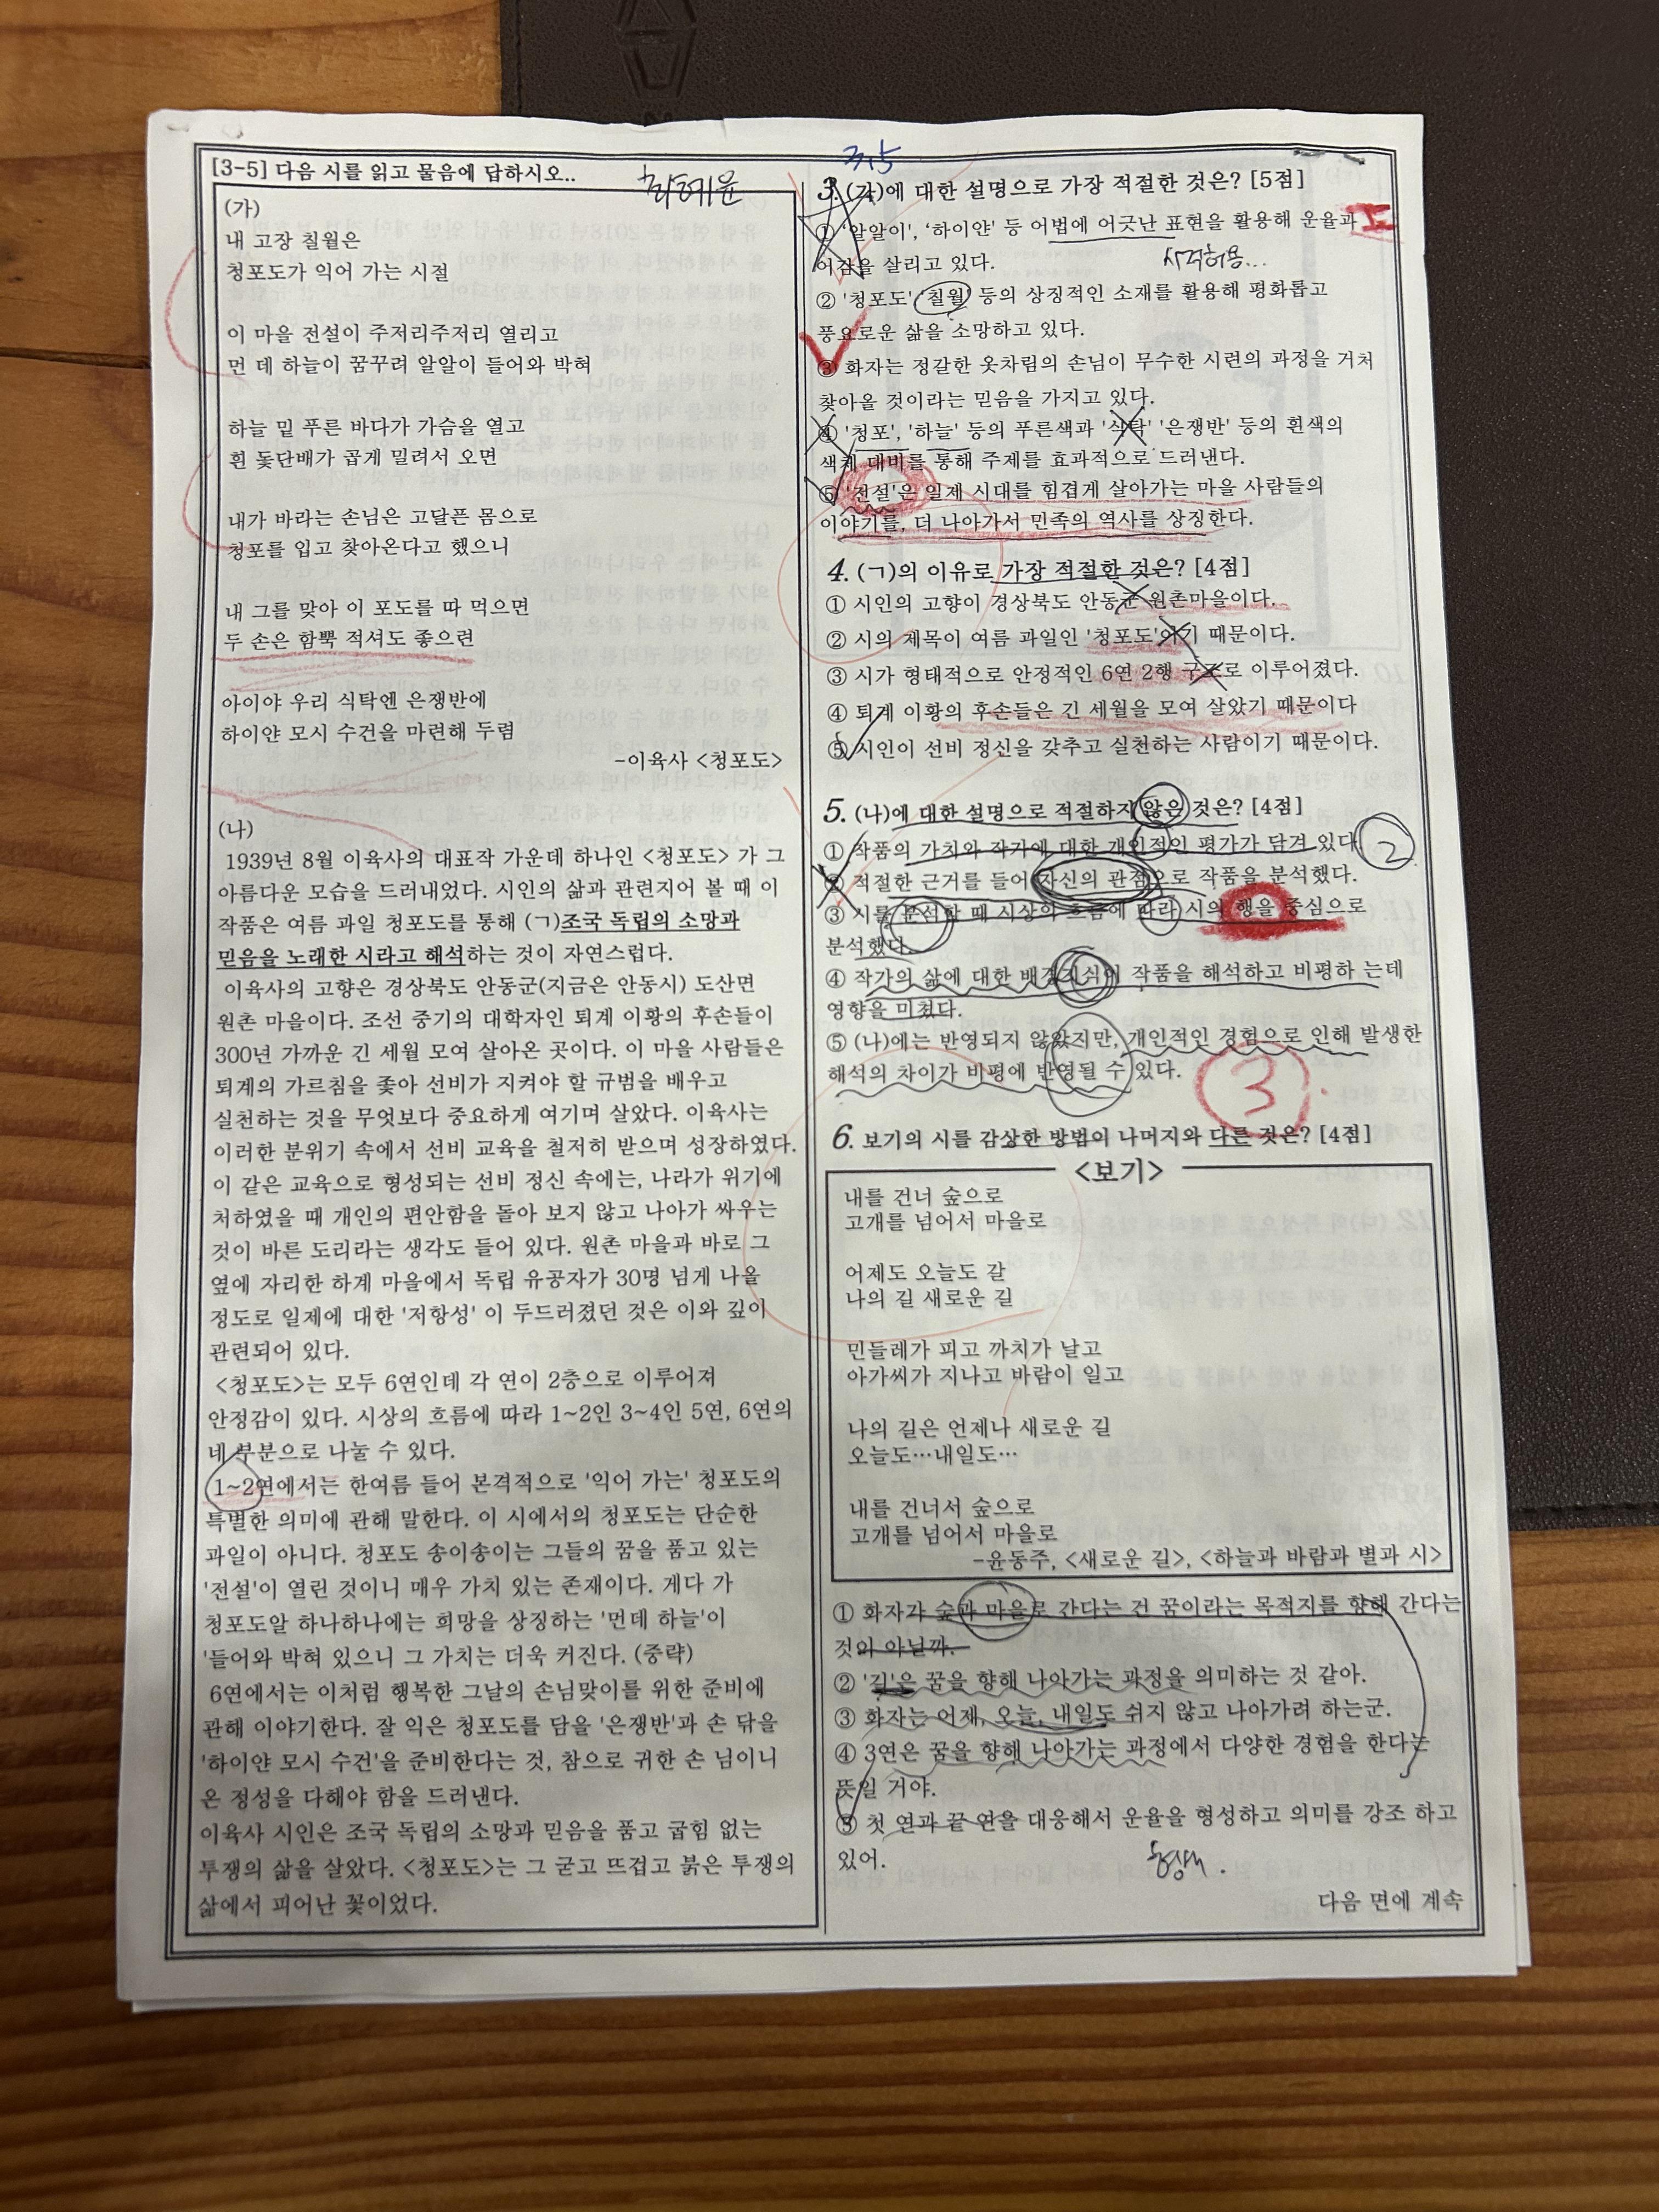 [3-5] 다음 시를 읽고 물음에 답하시오..
(가)
내 고장 칠월은
청포도가 익어 가는 시절
이 마을 전설이 주저리주저리 열리고
먼 데 하늘이 꿈꾸려 알알이 들어와 박혀
하늘 밑 푸른 바다가 가슴을 열고
흰 돛단배가 곱게 밀려서 오면
내가 바라는 손님은 고달픈 몸으로
청포를 입고 찾아온다고 했으니
내 그를 맞아 이 포도를 따 먹으면
두 손은 함뿍 적셔도 좋으련
아이야 우리 식탁엔 은쟁반에
하이얀 모시 수건을 마련해 두렴
-이육사 <청포도>
(나)
1939년 8월 이육사의 대표작 가운데 하나인 <청포도> 가 그
아름다운 모습을 드러내었다. 시인의 삶과 관련지어 볼 때 이
작품은 여름 과일 청포도를 통해 (ㄱ)조국 독립의 소망과
믿음을 노래한 시라고 해석하는 것이 자연스럽다.
이육사의 고향은 경상북도 안동군(지금은 안동시) 도산면
원촌 마을이다. 조선 중기의 대학자인 퇴계 이황의 후손들이
300년 가까운 긴 세월 모여 살아온 곳이다. 이 마을 사람들은
퇴계의 가르침을 좇아 선비가 지켜야 할 규범을 배우고
실천하는 것을 무엇보다 중요하게 여기며 살았다. 이육사는
이러한 분위기 속에서 선비 교육을 철저히 받으며 성장하였다.
이 같은 교육으로 형성되는 선비 정신 속에는, 나라가 위기에
처하였을 때 개인의 편안함을 돌아 보지 않고 나아가 싸우는
것이 바른 도리라는 생각도 들어 있다. 원촌 마을과 바로 그
옆에 자리한 하계 마을에서 독립 유공자가 30명 넘게 나올
정도로 일제에 대한 '저항성' 이 두드러졌던 것은 이와 깊이
관련되어 있다.
<청포도>는 모두 6연인데 각 연이 2층으로 이루어져
안정감이 있다. 시상의 흐름에 따라 1~2인 3~4인 5연, 6연의
네 부분으로 나눌 수 있다.
1~2연에서는 한여름 들어 본격적으로 '익어 가는' 청포도의
특별한 의미에 관해 말한다. 이 시에서의 청포도는 단순한
과일이 아니다. 청포도 송이송이는 그들의 꿈을 품고 있는
'전설'이 열린 것이니 매우 가치 있는 존재이다. 게다 가
청포도알 하나하나에는 희망을 상징하는 '먼데 하늘'이
'들어와 박혀 있으니 그 가치는 더욱 커진다. (중략)
6연에서는 이처럼 행복한 그날의 손님맞이를 위한 준비에
관해 이야기한다. 잘 익은 청포도를 담을 '은쟁반'과 손 닦을
'하이얀 모시 수건'을 준비한다는 것, 참으로 귀한 손 님이니
온 정성을 다해야 함을 드러낸다.
이육사 시인은 조국 독립의 소망과 믿음을 품고 굽힘 없는
투쟁의 삶을 살았다. <청포도>는 그 굳고 뜨겁고 붉은 투쟁의
삶에서 피어난 꽃이었다.
3. (가)에 대한 설명으로 가장 적절한 것은? [5점]
① '알알이', '하이얀' 등 어법에 어긋난 표현을 활용해 운율과
어감을 살리고 있다.
시적허용...
② '청포도' '칠월' 등의 상징적인 소재를 활용해 평화롭고
풍요로운 삶을 소망하고 있다.
③ 화자는 정갈한 옷차림의 손님이 무수한 시련의 과정을 거쳐
찾아올 것이라는 믿음을 가지고 있다.
④ '청포', '하늘' 등의 푸른색과 '식탁' '은쟁반' 등의 흰색의
색체 대비를 통해 주제를 효과적으로 드러낸다.
⑤ '전설'은 일제 시대를 힘겹게 살아가는 마을 사람들의
이야기를, 더 나아가서 민족의 역사를 상징한다.
4. (ㄱ)의 이유로 가장 적절한 것은? [4점]
① 시인의 고향이 경상북도 안동군 원촌마을이다.
② 시의 제목이 여름 과일인 '청포도'이기 때문이다.
③ 시가 형태적으로 안정적인 6연 2행 구조로 이루어졌다.
④ 퇴계 이황의 후손들은 긴 세월을 모여 살았기 때문이다
⑤ 시인이 선비 정신을 갖추고 실천하는 사람이기 때문이다.
5. (나)에 대한 설명으로 적절하지 않은 것은? [4점]
① 작품의 가치와 작가에 대한 개인적인 평가가 담겨 있다
②
② 적절한 근거를 들어 자신의 관점으로 작품을 분석했다.
③ 시를 분석할 때 시상의 흐름에 따라 시의 행을 중심으로
분석했다.
④ 작가의 삶에 대한 배경지식이 작품을 해석하고 비평하 는데
영향을 미쳤다.
⑤ (나)에는 반영되지 않았지만, 개인적인 경험으로 인해 발생한
해석의 차이가 비평에 반영될 수 있다.
3
6. 보기의 시를 감상한 방법이 나머지와 다른 것은? [4점]
<보기>
내를 건너 숲으로
고개를 넘어서 마을로
어제도 오늘도 갈
나의 길 새로운 길
민들레가 피고 까치가 날고
아가씨가 지나고 바람이 일고
나의 길은 언제나 새로운 길
오늘도…내일도…
내를 건너서 숲으로
고개를 넘어서 마을로
-윤동주, <새로운 길>, <하늘과 바람과 별과 시>
① 화자가 숲과 마을로 간다는 건 꿈이라는 목적지를 향해 간다는
것이 아닐까.
② '길'은 꿈을 향해 나아가는 과정을 의미하는 것 같아.
③ 화자는 어제, 오늘, 내일도 쉬지 않고 나아가려 하는군.
④ 3연은 꿈을 향해 나아가는 과정에서 다양한 경험을 한다는
뜻일 거야.
⑤ 첫 연과 끝 연을 대응해서 운율을 형성하고 의미를 강조 하고
있어.
형태.
다음 면에 계속